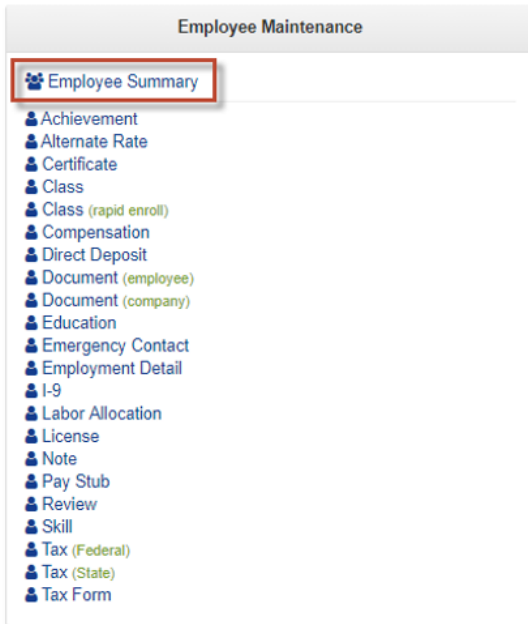 Employee Maintenance
Employee Summary
Achievement
Alternate Rate
Certificate
Class
Class (rapid enroll)
Compensation
Direct Deposit
Document (employee)
Document (company)
Education
Emergency Contact
Employment Detail
I-9
Labor Allocation
License
Note
Pay Stub
Review
Skill
Tax (Federal)
Tax (State)
Tax Form